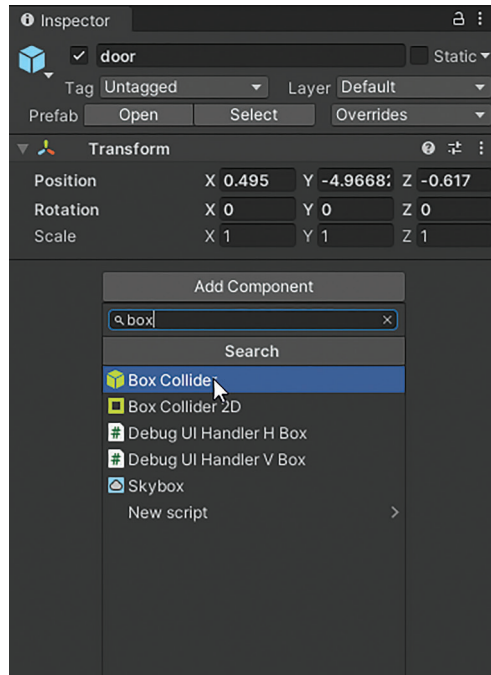 Inspector
door Static
Tag Untagged Layer Default
Prefab Open Select Overrides
Transform
Position X 0.495 Y -4.9668 Z -0.617
Rotation X 0 Y 0 Z 0
Scale X 1 Y 1 Z 1
Add Component
box
Search
Box Collider
Box Collider 2D
# Debug UI Handler H Box
# Debug UI Handler V Box
Skybox
New script